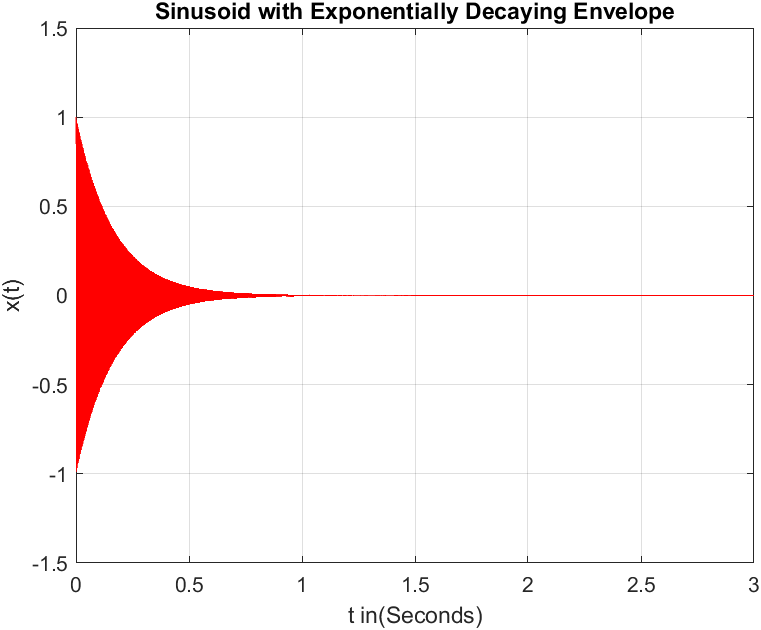 Sinusoid with Exponentially Decaying Envelope
1.5
1
0.5
0
-0.5
-1
-1.5
x(t)
0 0.5 1 1.5 2 2.5 3
t in(Seconds)